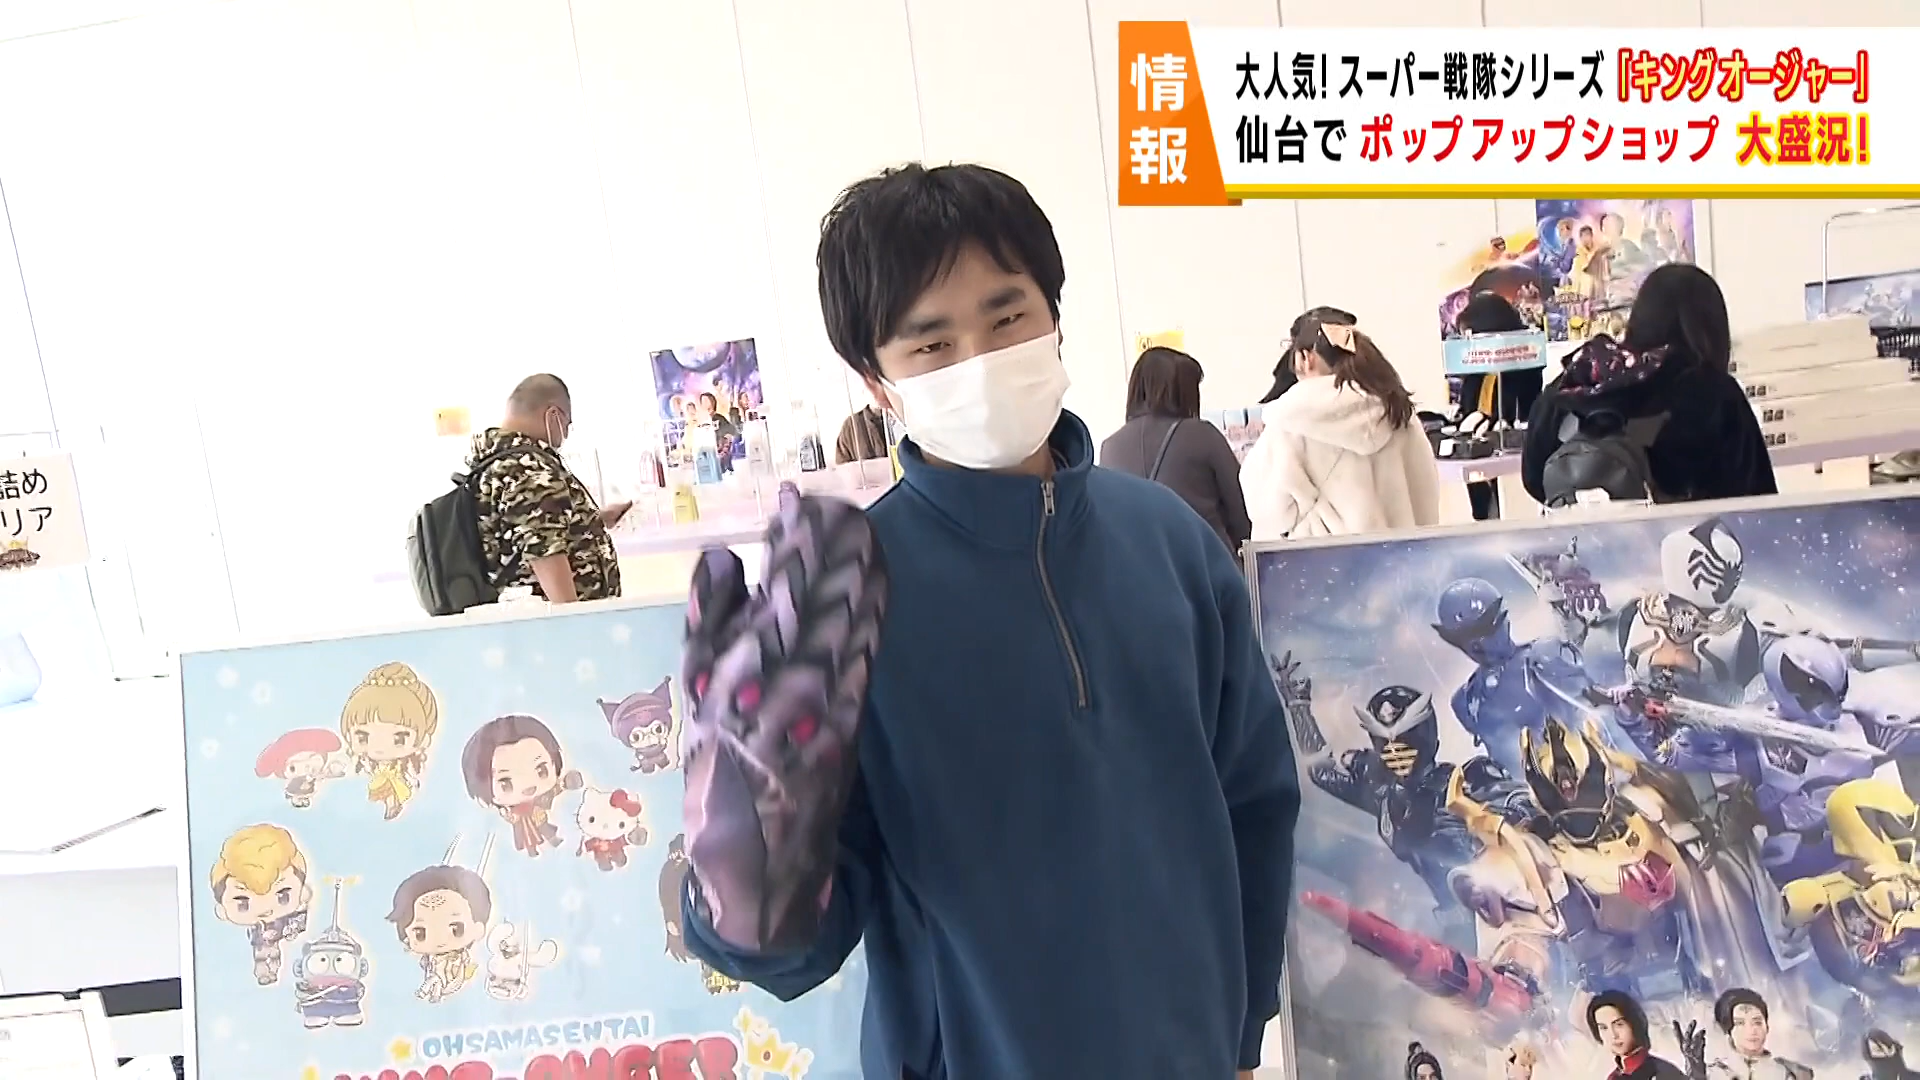 情報
大人気！スーパー戦隊シリーズ「キングオージャー」
仙台で ポップアップショップ 大盛況！
詰め
リア
OHSAMASENTAI
KING-OHGER